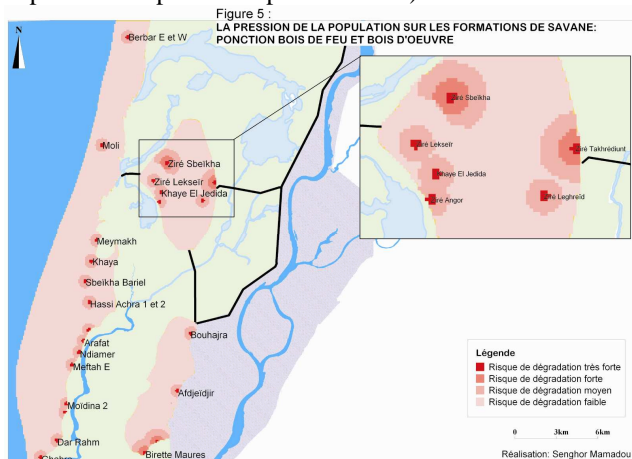 Figure 5 :
LA PRESSION DE LA POPULATION SUR LES FORMATIONS DE SAVANE:
PONCTION BOIS DE FEU ET BOIS D'OEUVRE
N
Berbar E et W
Moli
Ziré Sbeïkha
Ziré Lekseïr
Khaye El Jedida
Ziré Sbeïkha
Ziré Lekseïr
Ziré Takhrédiunt
Khaye El Jedida
Ziré Leghreïd
Ziré Angor
Meymakh
Khaya
Sbeïkha Bariel
Hassi Achra 1 et 2
Bouhajra
Arafat
Ndiamer
Meftah E
Afdjeïdjir
Moïdina 2
Dar Rahm
Birette Maures
Légende
Risque de dégradation très forte
Risque de dégradation forte
Risque de dégradation moyen
Risque de dégradation faible
0 3km 6km
Réalisation: Senghor Mamadou